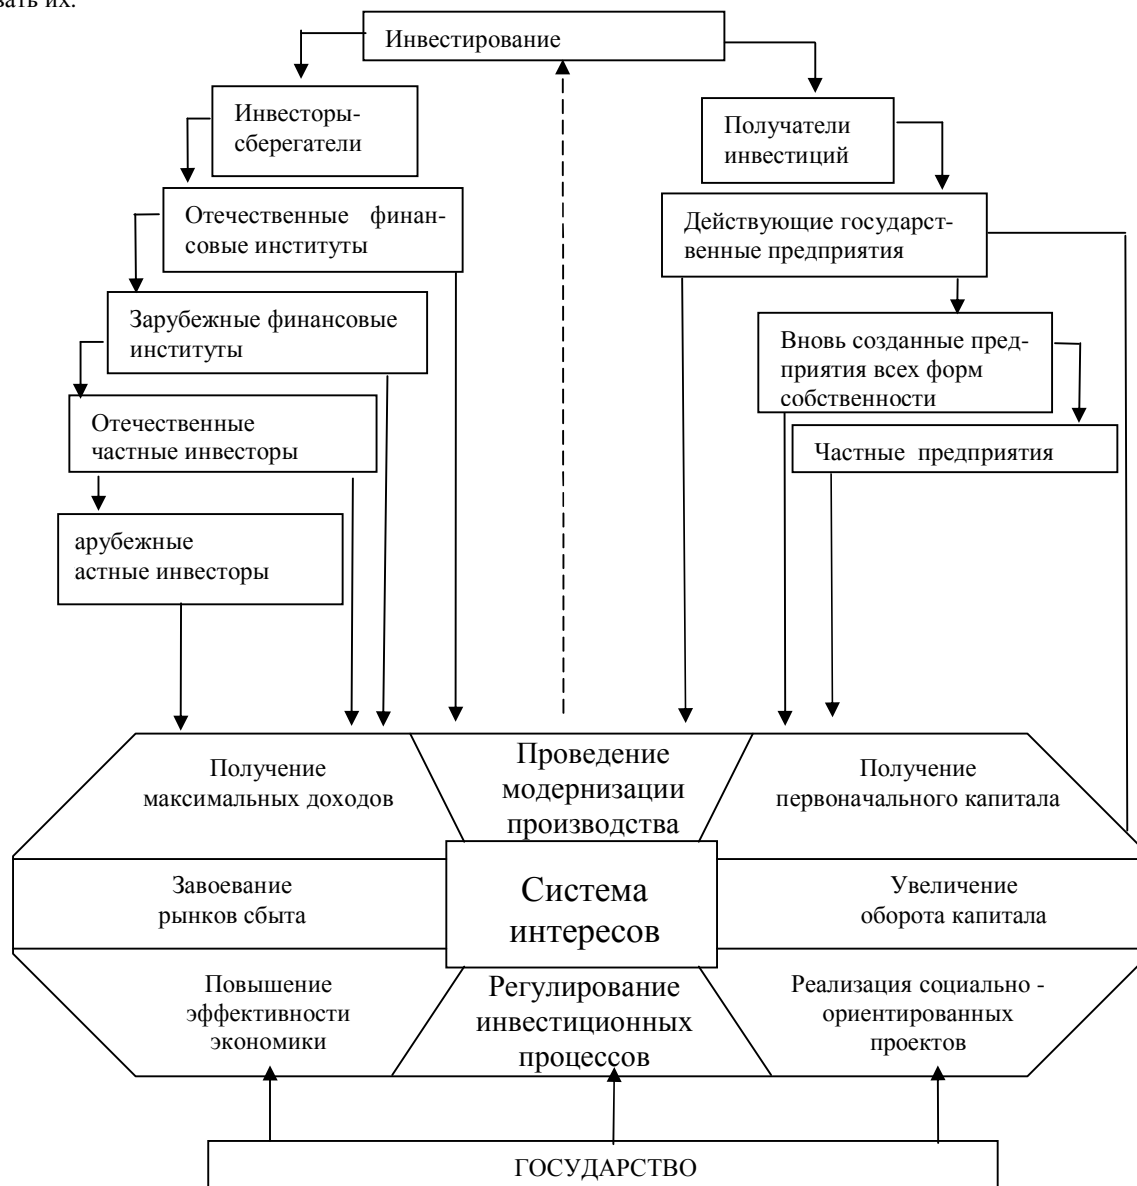 вать их.
Инвестирование
Инвесторы-
сберегатели
Получатели
инвестиций
Отечественные финан-
совые институты
Действующие государст-
венные предприятия
Зарубежные финансовые
институты
Вновь созданные пред-
приятия всех форм
собственности
Отечественные
частные инвесторы
Частные предприятия
арубежные
астные инвесторы
Получение
максимальных доходов
Проведение
модернизации
производства
Получение
первоначального капитала
Завоевание
рынков сбыта
Система
интересов
Увеличение
оборота капитала
Повышение
эффективности
экономики
Регулирование
инвестиционных
процессов
Реализация социально -
ориентированных
проектов
ГОСУДАРСТВО